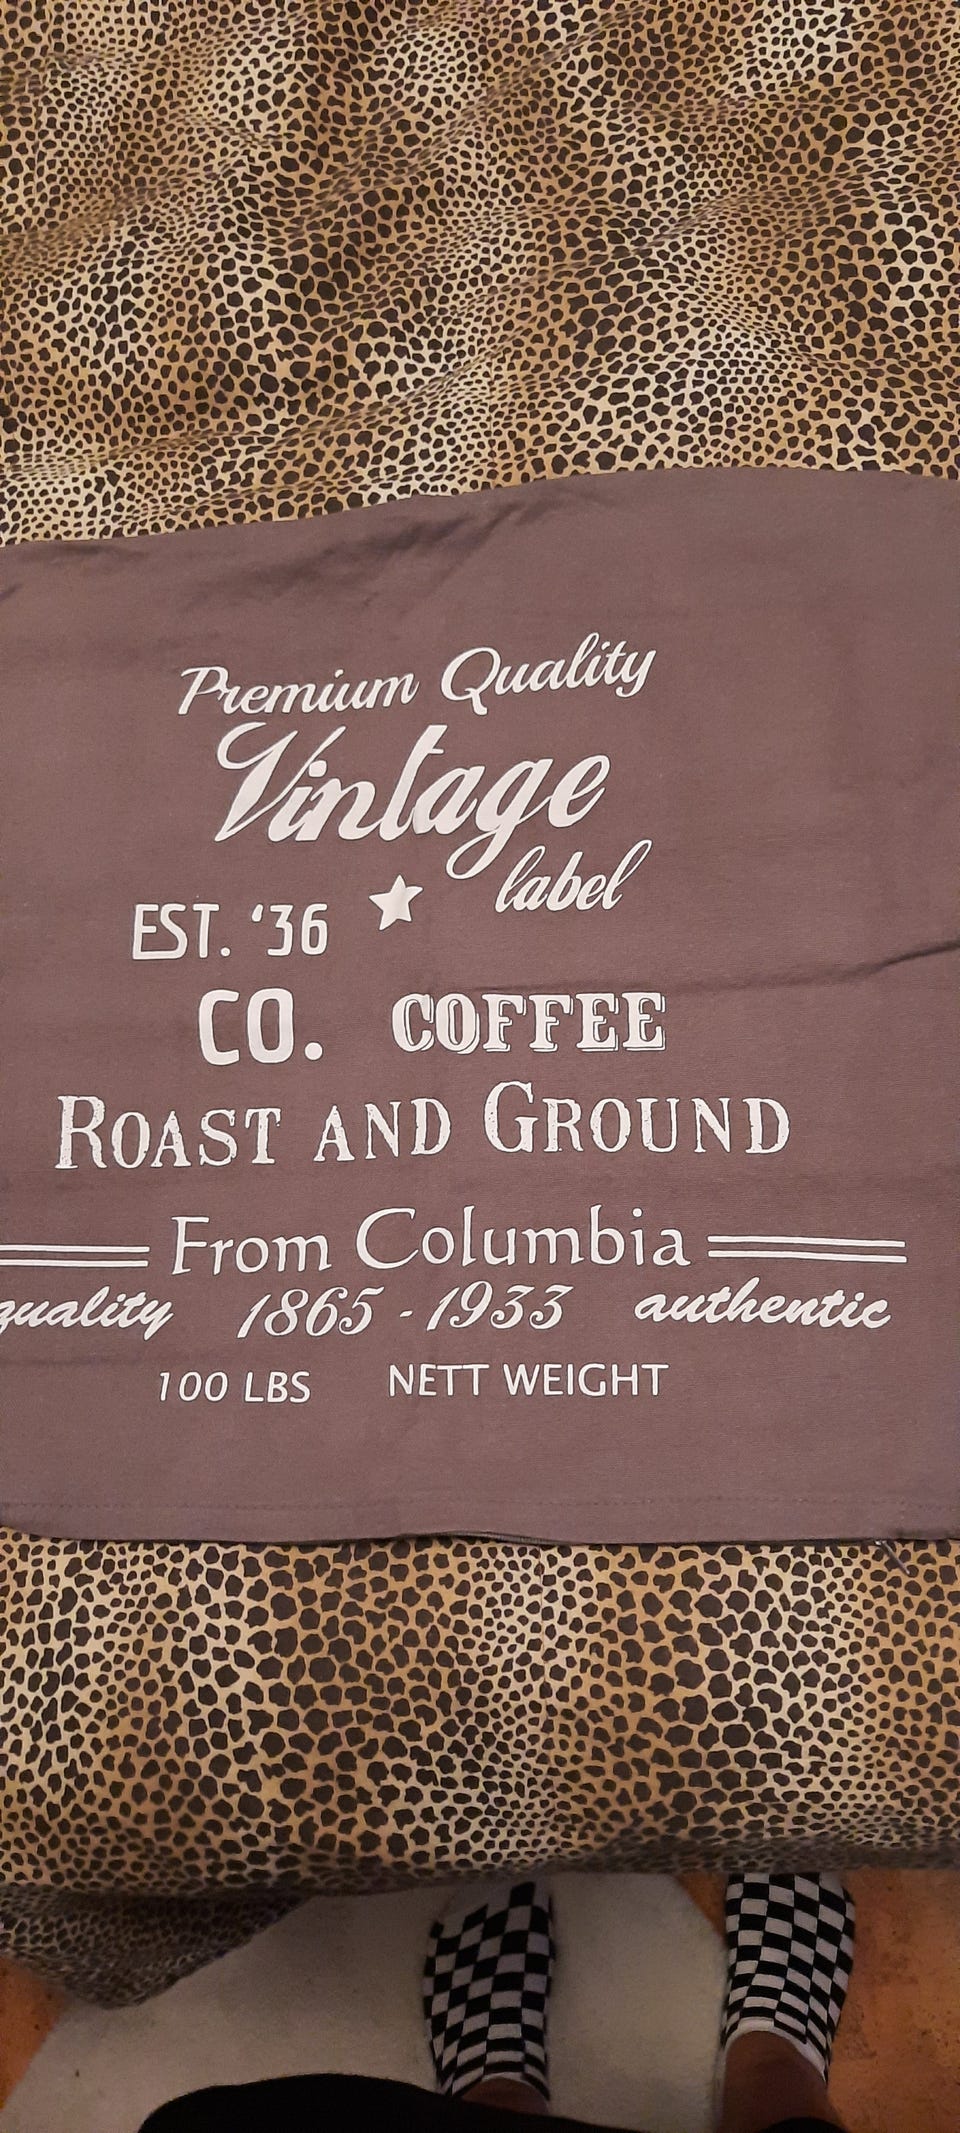 Premium Quality
Vintage
label
EST. '36
CO. COFFEE
ROAST AND GROUND
From Columbia
quality 1865 - 1933 authentic
100 LBS NETT WEIGHT